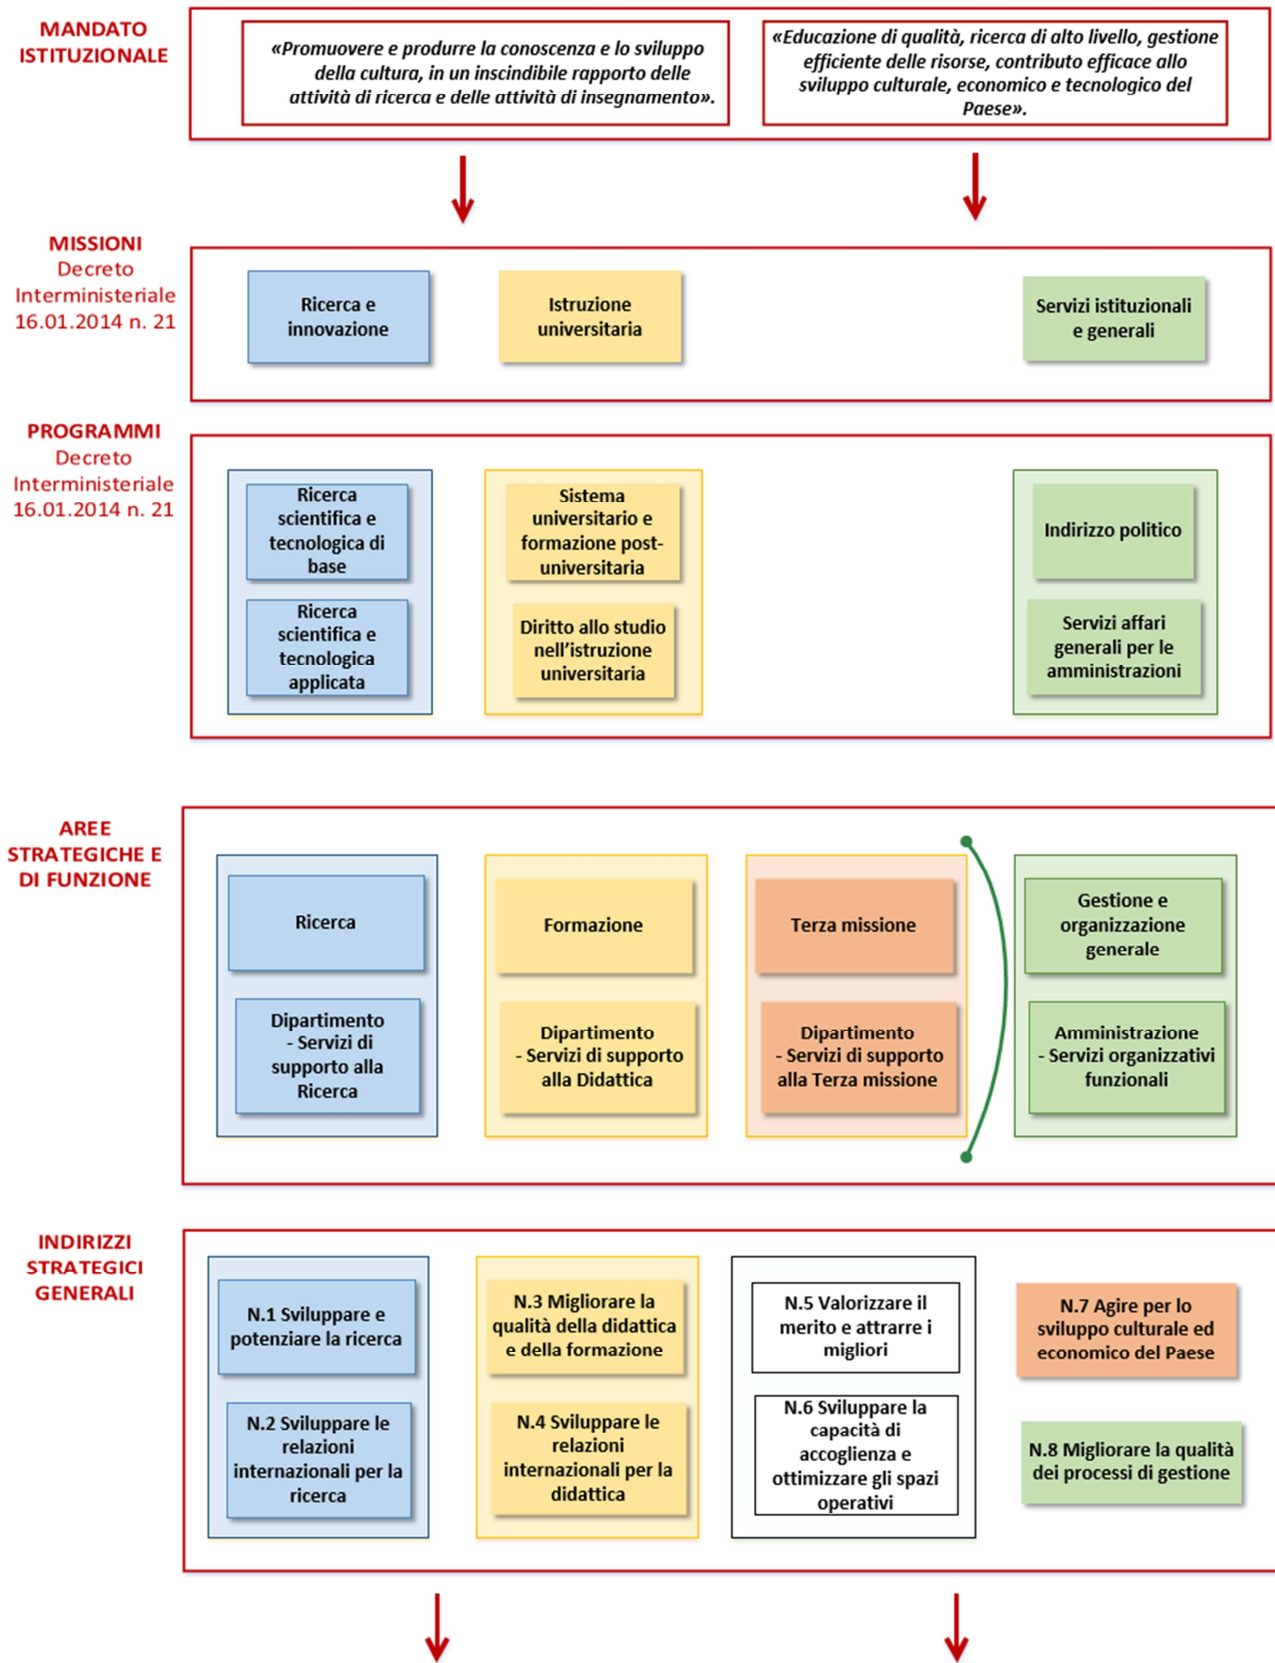 MANDATO
ISTITUZIONALE
«Promuovere e produrre la conoscenza e lo sviluppo
della cultura, in un inscindibile rapporto delle
attività di ricerca e delle attività di insegnamento».
«Educazione di qualità, ricerca di alto livello, gestione
efficiente delle risorse, contributo efficace allo
sviluppo culturale, economico e tecnologico del
Paese».
MISSIONI
Decreto
Interministeriale
16.01.2014 n. 21
Ricerca e
innovazione
Istruzione
universitaria
Servizi istituzionali
e generali
PROGRAMMI
Decreto
Interministeriale
16.01.2014 n. 21
Ricerca
scientifica e
tecnologica di
base
Sistema
universitario e
formazione post-
universitaria
Indirizzo politico
Ricerca
scientifica e
tecnologica
applicata
Diritto allo studio
nell'istruzione
universitaria
Servizi affari
generali per le
amministrazioni
AREE
STRATEGICHE E
DI FUNZIONE
Ricerca
Formazione
Terza missione
Gestione e
organizzazione
generale
Dipartimento
- Servizi di
supporto alla
Ricerca
Dipartimento
- Servizi di supporto
alla Didattica
Dipartimento
- Servizi di supporto
alla Terza missione
Amministrazione
- Servizi organizzativi
funzionali
INDIRIZZI
STRATEGICI
GENERALI
N.1 Sviluppare e
potenziare la ricerca
N.3 Migliorare la
qualità della didattica
e della formazione
N.5 Valorizzare il
merito e attrarre i
migliori
N.7 Agire per lo
sviluppo culturale ed
economico del Paese
N.2 Sviluppare le
relazioni
internazionali per la
ricerca
N.4 Sviluppare le
relazioni
internazionali per la
didattica
N.6 Sviluppare la
capacità di
accoglienza e
ottimizzare gli spazi
operativi
N.8 Migliorare la qualità
dei processi di gestione